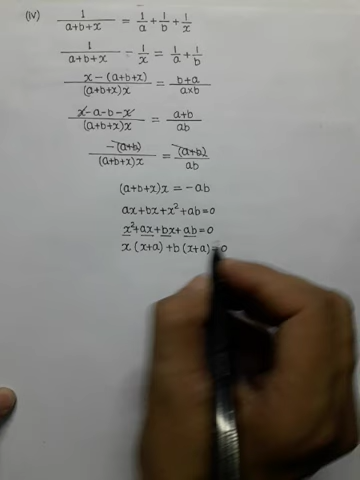 (iv) 1/(a+b+x) = 1/a + 1/b + 1/x
1/(a+b+x) - 1/x = 1/a + 1/b
(x-(a+b+x))/((a+b+x)x) = (b+a)/(a×b)
(x-a-b-x)/((a+b+x)x) = (a+b)/ab
-(a+b)/((a+b+x)x) = (a+b)/ab
(a+b+x)x = -ab
ax+bx+x²+ab=0
x²+ax+bx+ab=0
x(x+a)+b(x+a)=0